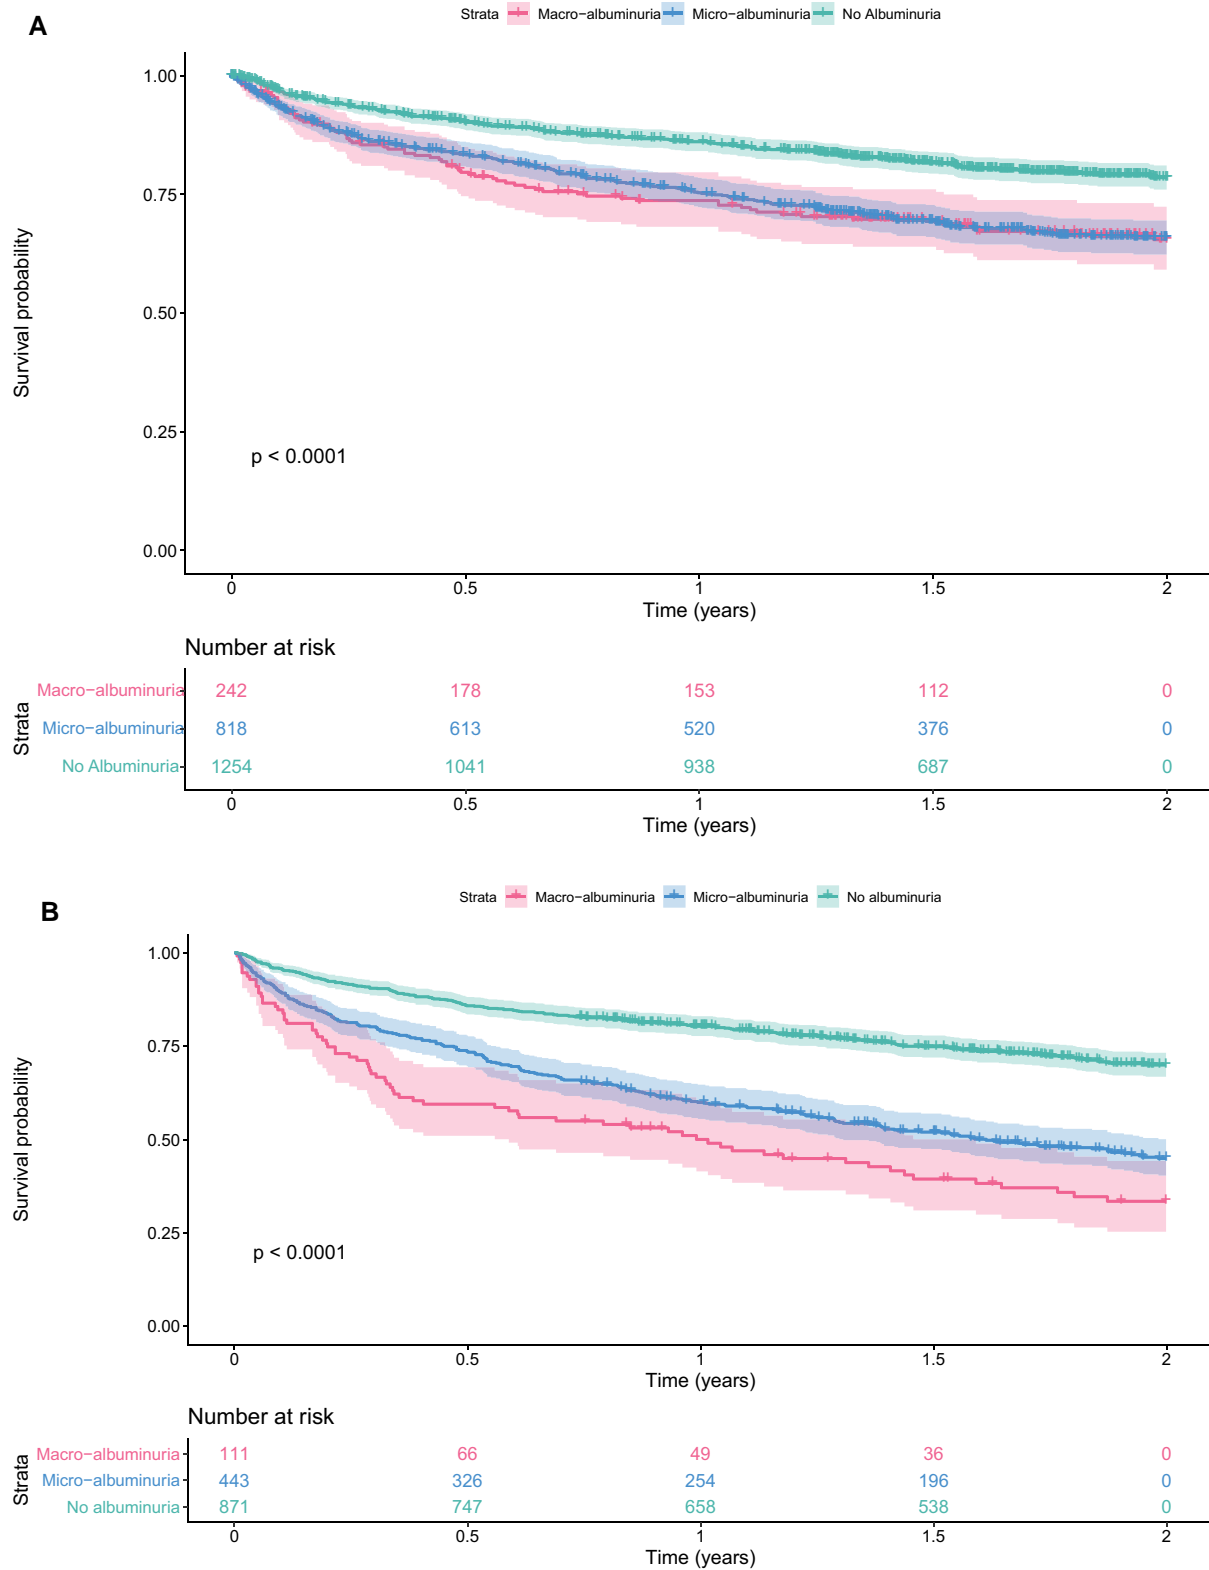 A
Strata Macro−albuminuria Micro−albuminuria No Albuminuria
1.00
0.75
0.50
0.25
0.00
Survival probability
p < 0.0001
0 0.5 1 1.5 2
Time (years)
Number at risk
Strata
Macro−albuminuria 242 178 153 112 0
Micro−albuminuria 818 613 520 376 0
No Albuminuria 1254 1041 938 687 0
0 0.5 1 1.5 2
Time (years)
B
Strata Macro−albuminuria Micro−albuminuria No albuminuria
1.00
0.75
0.50
0.25
0.00
Survival probability
p < 0.0001
0 0.5 1 1.5 2
Time (years)
Number at risk
Strata
Macro−albuminuria 111 66 49 36 0
Micro−albuminuria 443 326 254 196 0
No albuminuria 871 747 658 538 0
0 0.5 1 1.5 2
Time (years)